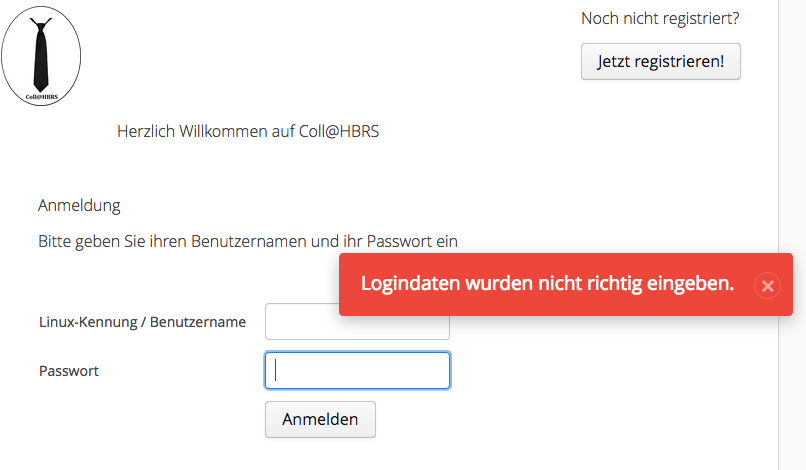 Coll@HBRS
Noch nicht registriert?
Jetzt registrieren!
Herzlich Willkommen auf Coll@HBRS
Anmeldung
Bitte geben Sie ihren Benutzernamen und ihr Passwort ein
Logindaten wurden nicht richtig eingeben.
Linux-Kennung / Benutzername
Passwort
Anmelden